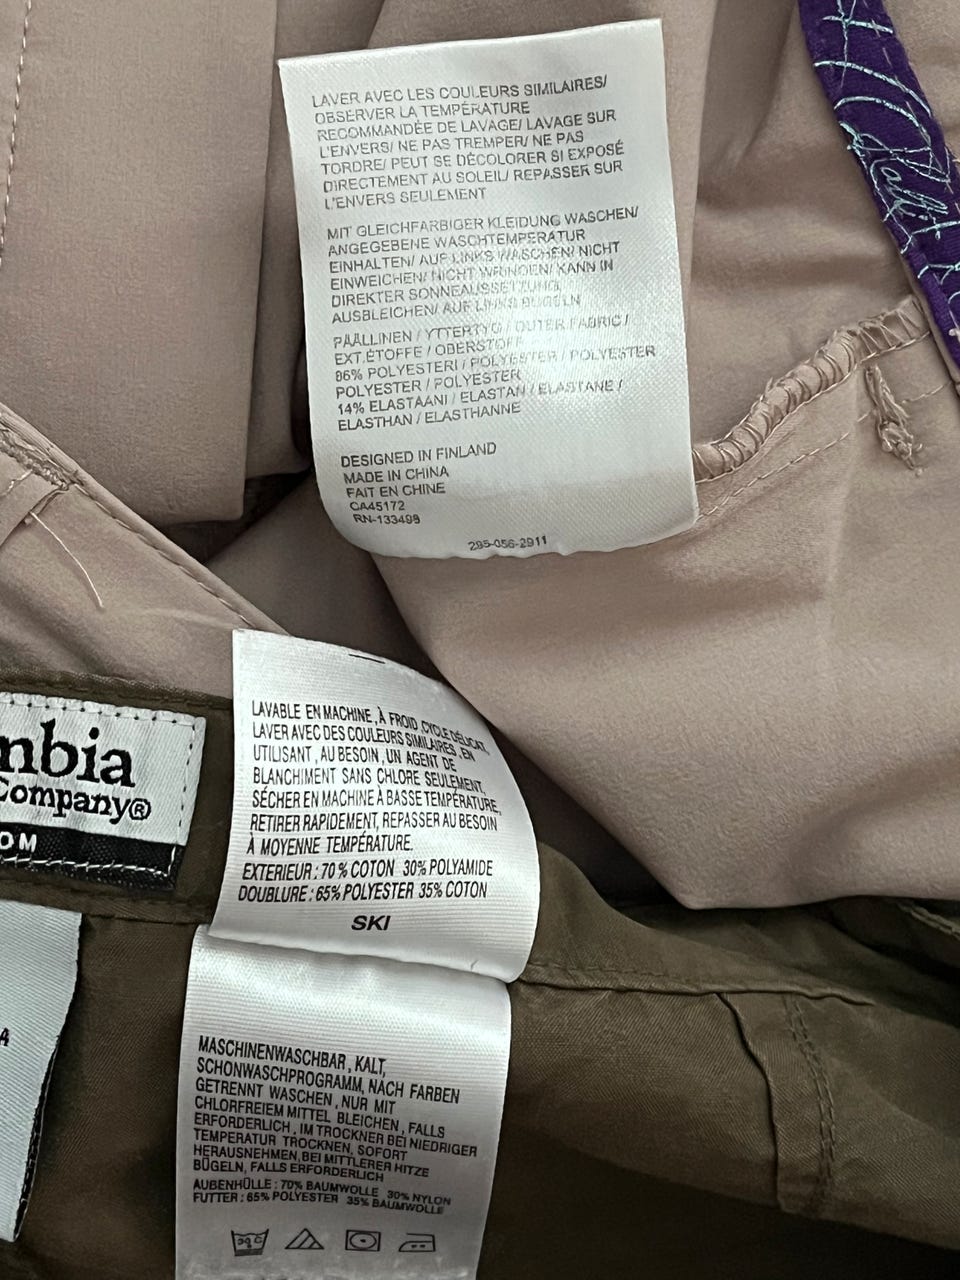 LAVER AVEC LES COULEURS SIMILAIRES/
OBSERVER LA TEMPÉRATURE
RECOMMANDÉE DE LAVAGE/ LAVAGE SUR
L'ENVERS/ NE PAS TREMPER/ NE PAS
TORDRE/ PEUT SE DÉCOLORER SI EXPOSÉ
DIRECTEMENT AU SOLEIL/ REPASSER SUR
L'ENVERS SEULEMENT
MIT GLEICHFARBIGER KLEIDUNG WASCHEN/
ANGEGEBENE WASCHTEMPERATUR
EINHALTEN/ AUF LINKS WASCHEN/ NICHT
EINWEICHEN/ NICHT WRINGEN/ KANN IN
DIREKTER SONNEAUSSETZUNG
AUSBLEICHEN/ AUF LINKS BÜGELN
PÄÄLLINEN / YTTERTYG / OUTER FABRIC /
EXT.ÉTOFFE / OBERSTOFF
86% POLYESTERI / POLYESTER / POLYESTER
POLYESTER / POLYESTER
14% ELASTAANI / ELASTAN / ELASTANE /
ELASTHAN / ELASTHANNE
DESIGNED IN FINLAND
MADE IN CHINA
FAIT EN CHINE
CA45172
RN-133499
295-056-2911
mbia
Company®
OM
LAVABLE EN MACHINE ,À FROID ,CYCLE DÉLICAT,
LAVER AVEC DES COULEURS SIMILAIRES ,EN
UTILISANT , AU BESOIN , UN AGENT DE
BLANCHIMENT SANS CHLORE SEULEMENT,
SÉCHER EN MACHINE À BASSE TEMPÉRATURE,
RETIRER RAPIDEMENT, REPASSER AU BESOIN
À MOYENNE TEMPÉRATURE.
EXTERIEUR : 70 % COTON 30% POLYAMIDE
DOUBLURE : 65% POLYESTER 35% COTON
SKI
A
MASCHINENWASCHBAR , KALT,
SCHONWASCHPROGRAMM, NACH FARBEN
GETRENNT WASCHEN , NUR MIT
CHLORFREIEM MITTEL BLEICHEN , FALLS
ERFORDERLICH , IM TROCKNER BEI NIEDRIGER
TEMPERATUR TROCKNEN, SOFORT
HERAUSNEHMEN, BEI MITTLERER HITZE
BÜGELN, FALLS ERFORDERLICH
AUßENHÜLLE : 70% BAUMWOLLE 30% NYLON
FUTTER : 65% POLYESTER 35% BAUMWOLLE
30 C